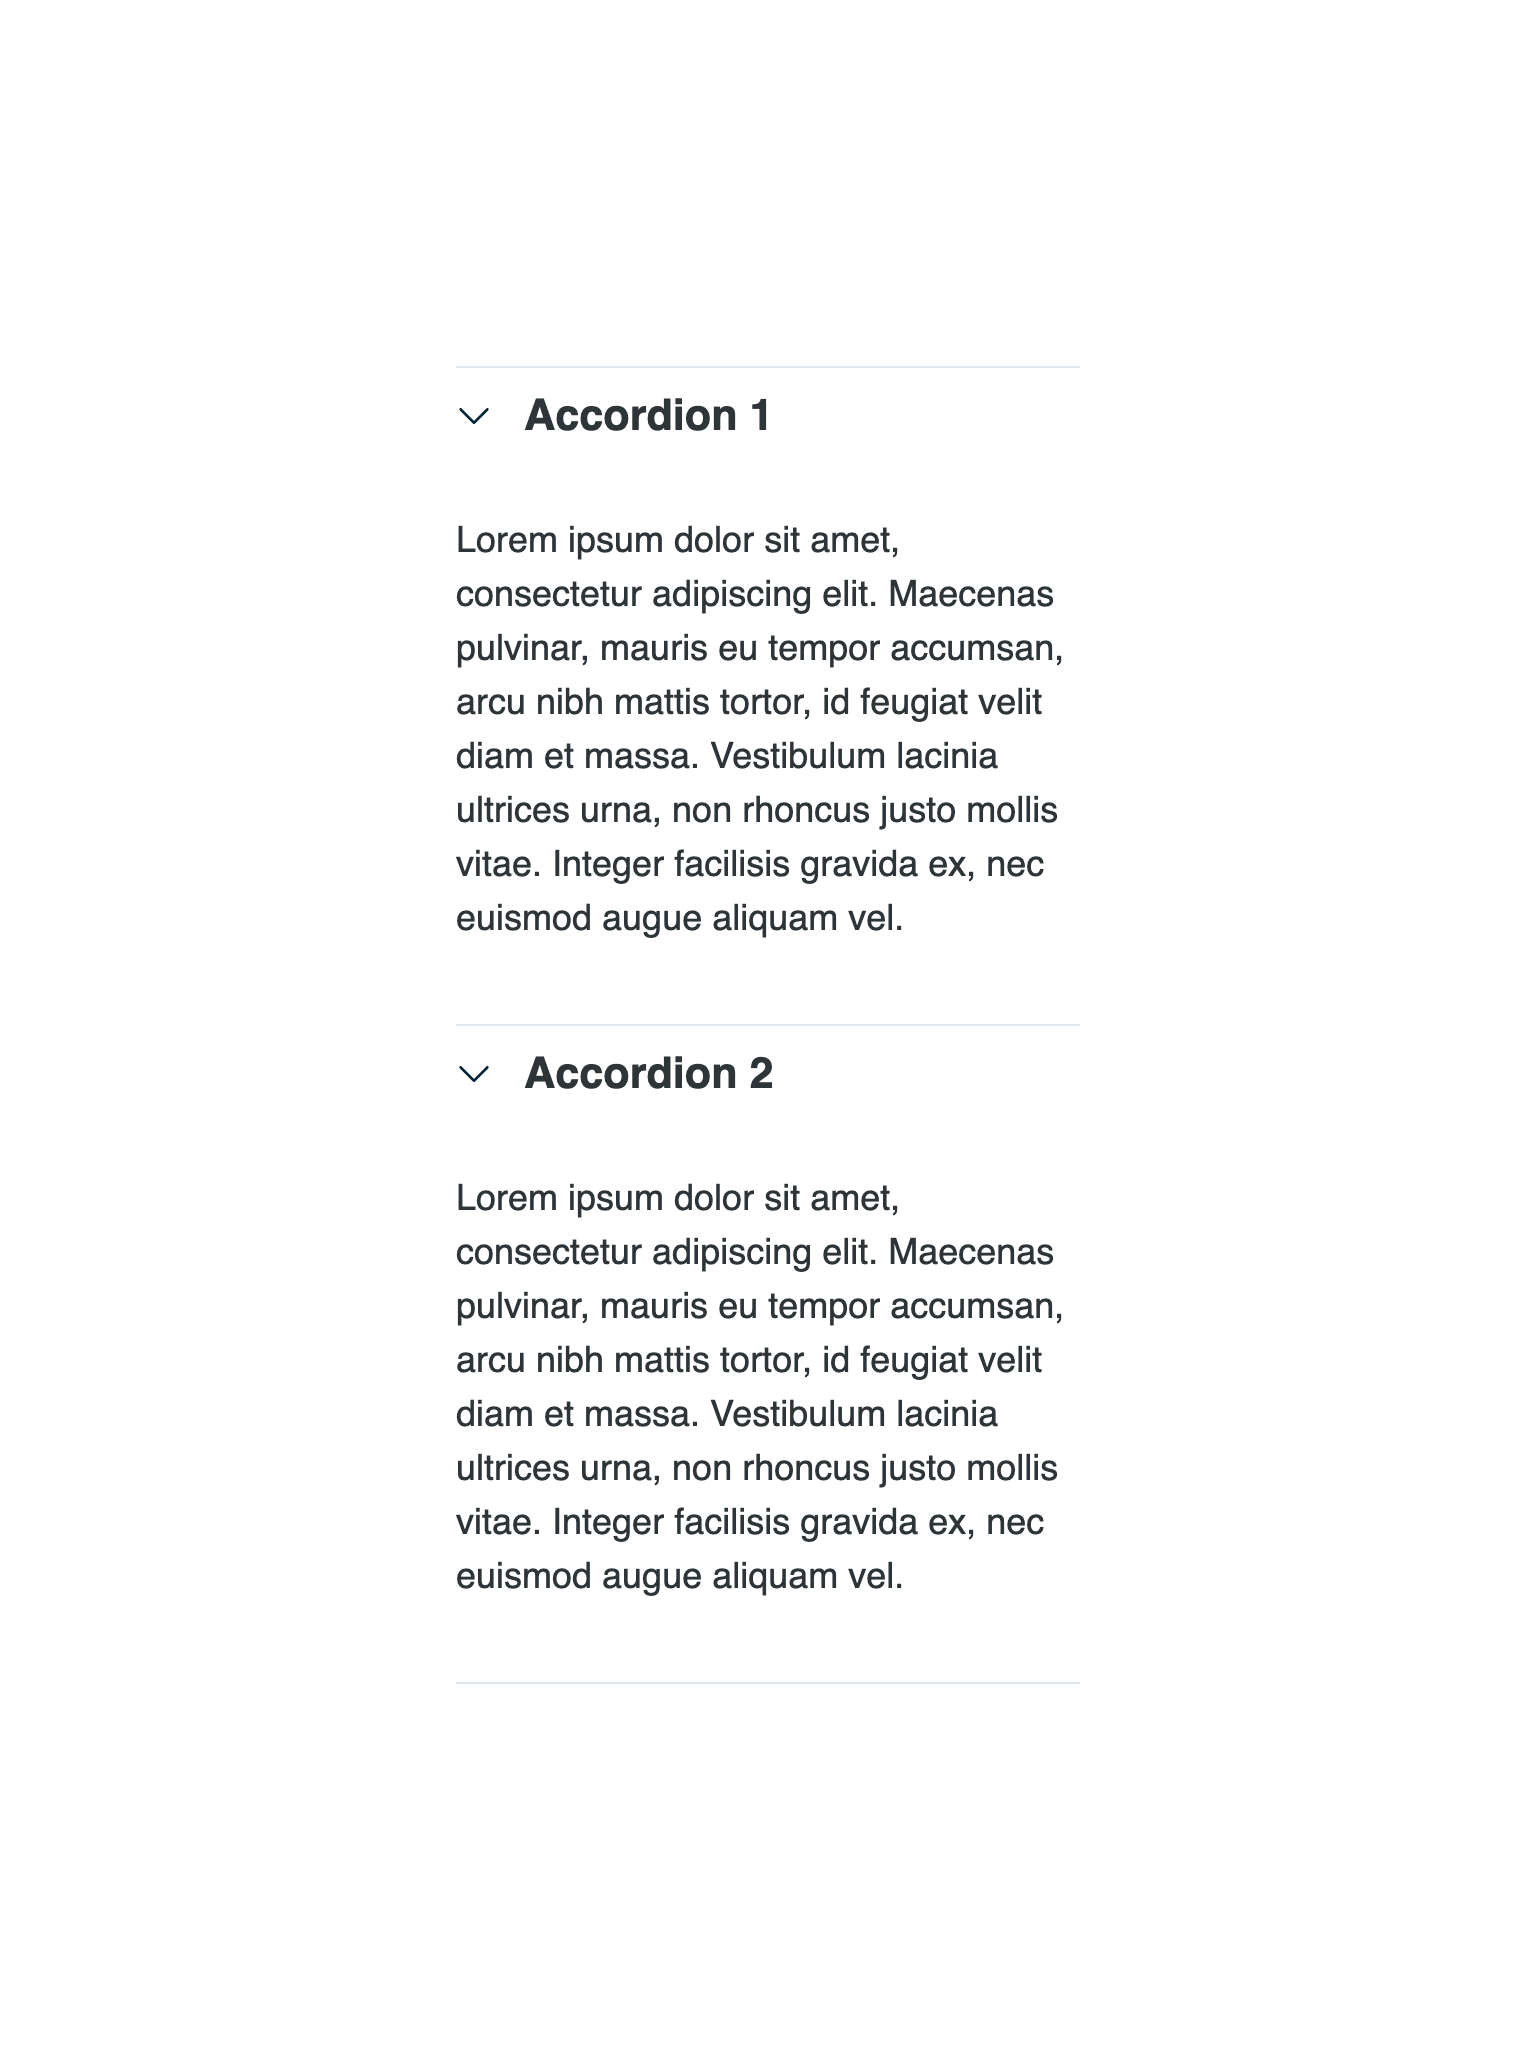 Accordion 1
Lorem ipsum dolor sit amet,
consectetur adipiscing elit. Maecenas
pulvinar, mauris eu tempor accumsan,
arcu nibh mattis tortor, id feugiat velit
diam et massa. Vestibulum lacinia
ultrices urna, non rhoncus justo mollis
vitae. Integer facilisis gravida ex, nec
euismod augue aliquam vel.
Accordion 2
Lorem ipsum dolor sit amet,
consectetur adipiscing elit. Maecenas
pulvinar, mauris eu tempor accumsan,
arcu nibh mattis tortor, id feugiat velit
diam et massa. Vestibulum lacinia
ultrices urna, non rhoncus justo mollis
vitae. Integer facilisis gravida ex, nec
euismod augue aliquam vel.